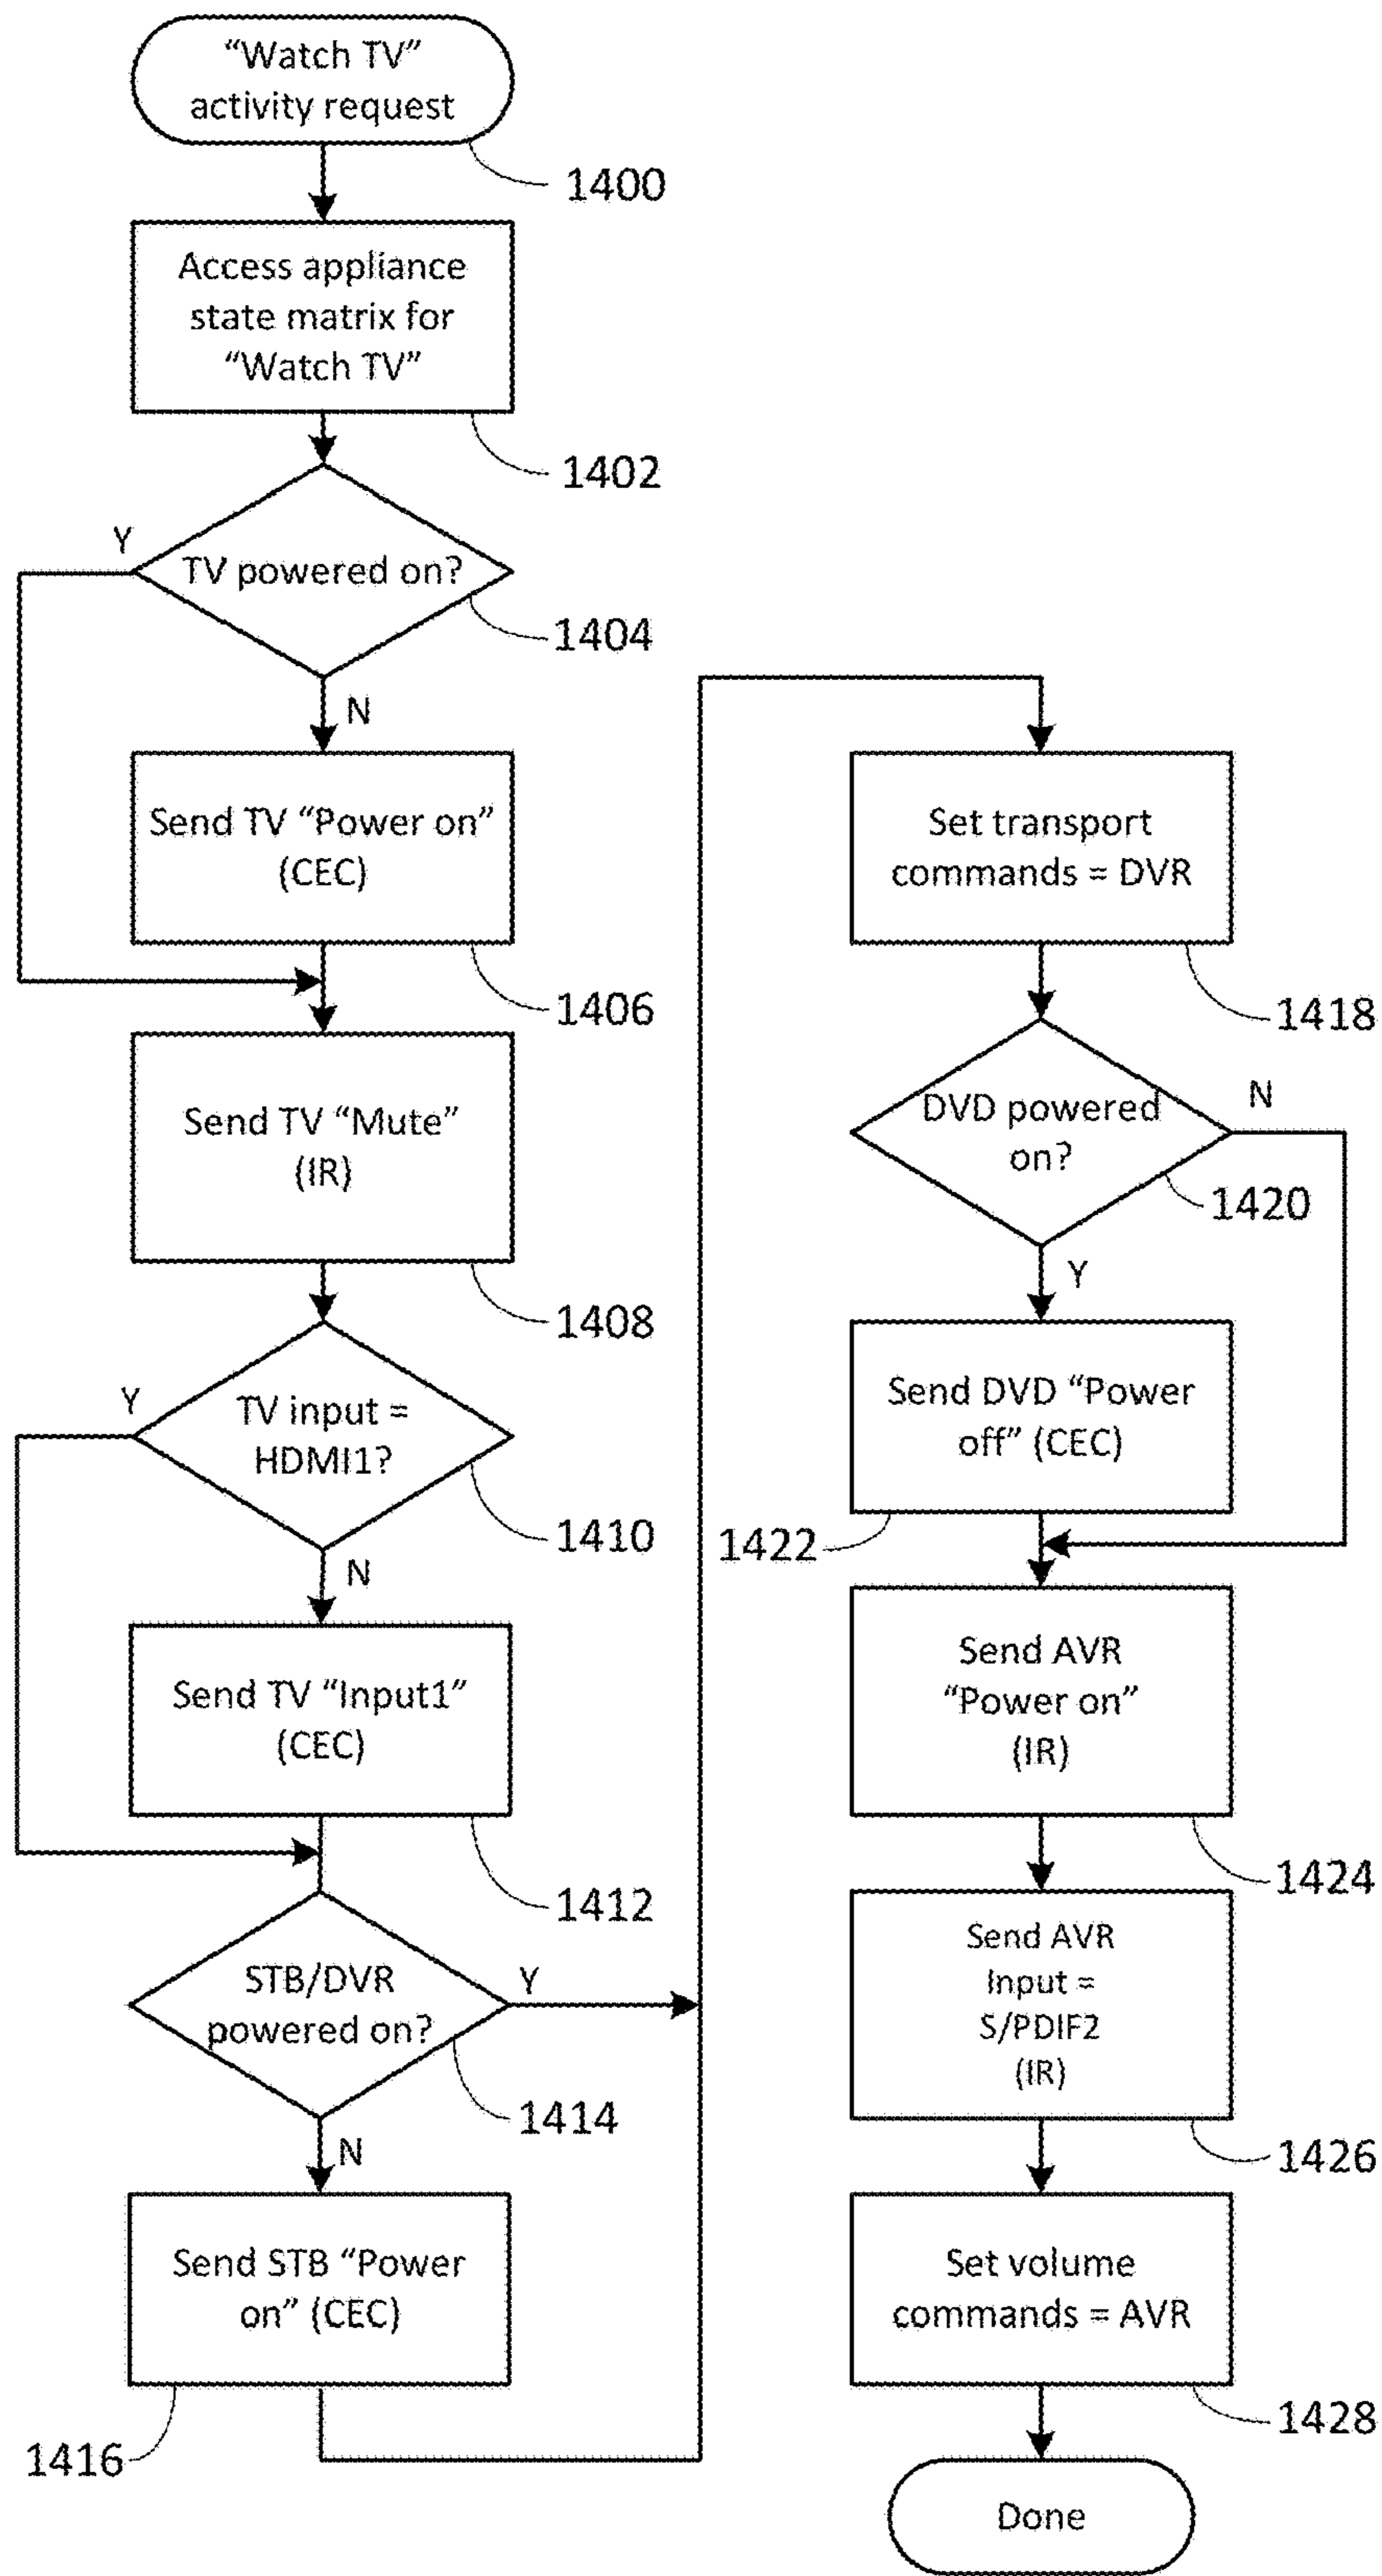 “Watch TV”
activity request
1400
Access appliance
state matrix for
“Watch TV”
1402
Y
TV powered on?
1404
N
Send TV “Power on”
(CEC)
1406
Send TV “Mute”
(IR)
1408
Y
TV input =
HDMI1?
1410
N
Send TV “Input1”
(CEC)
1412
STB/DVR
powered on?
Y
1414
N
Send STB “Power
on” (CEC)
1416
Set transport
commands = DVR
1418
DVD powered
on?
N
1420
Y
Send DVD “Power
off” (CEC)
1422
Send AVR
“Power on”
(IR)
1424
Send AVR
Input =
S/PDIF2
(IR)
1426
Set volume
commands = AVR
1428
Done